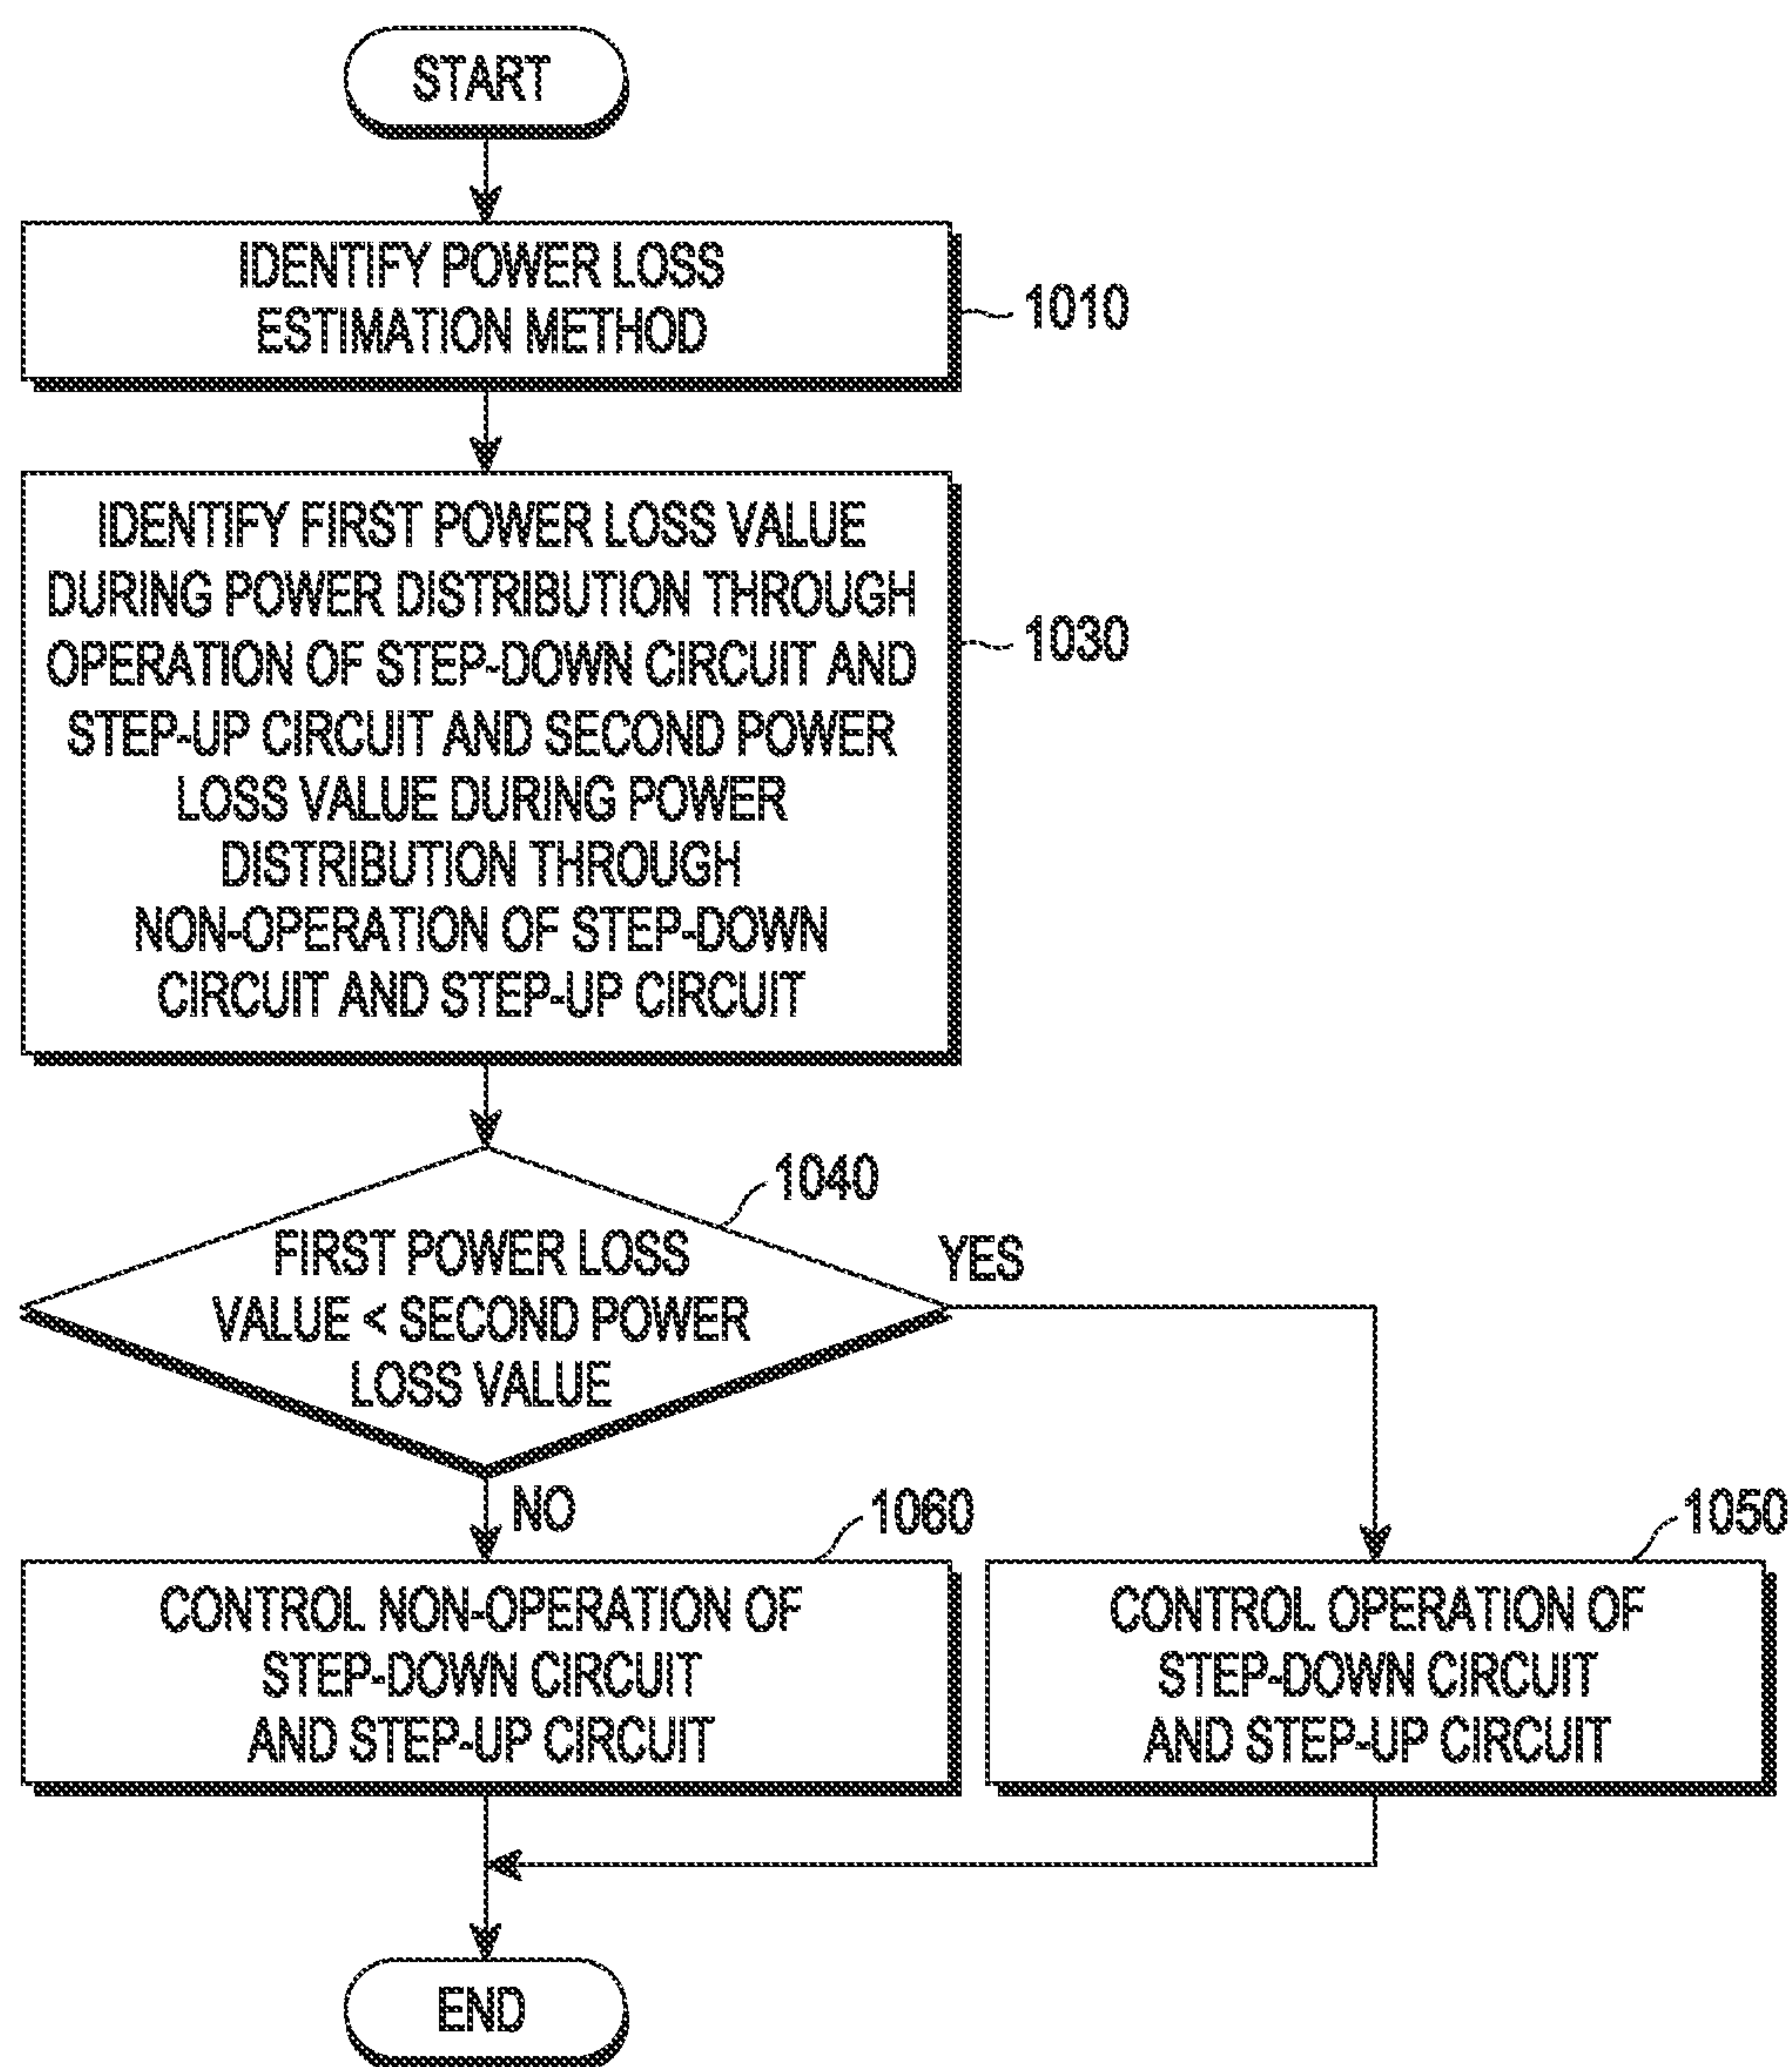 START
IDENTIFY POWER LOSS
ESTIMATION METHOD
1010
IDENTIFY FIRST POWER LOSS VALUE
DURING POWER DISTRIBUTION THROUGH
OPERATION OF STEP-DOWN CIRCUIT AND
STEP-UP CIRCUIT AND SECOND POWER
LOSS VALUE DURING POWER
DISTRIBUTION THROUGH
NON-OPERATION OF STEP-DOWN
CIRCUIT AND STEP-UP CIRCUIT
1030
1040
FIRST POWER LOSS
VALUE < SECOND POWER
LOSS VALUE
YES
NO
1060
CONTROL NON-OPERATION OF
STEP-DOWN CIRCUIT
AND STEP-UP CIRCUIT
1050
CONTROL OPERATION OF
STEP-DOWN CIRCUIT
AND STEP-UP CIRCUIT
END